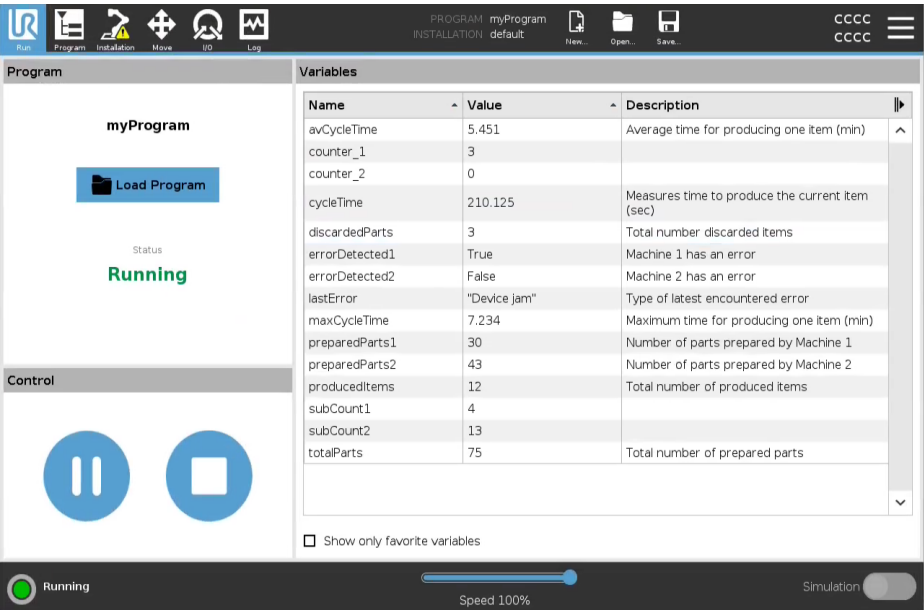 UR
PROGRAM myProgram
INSTALLATION default
CCCC
CCCC
Run Program Installation Move I/O Log New... Open... Save...
Program
myProgram
Load Program
Status
Running
Control
Variables
Name Value Description
avCycleTime 5.451 Average time for producing one item (min)
counter_1 3
counter_2 0
cycleTime 210.125 Measures time to produce the current item
(sec)
discardedParts 3 Total number discarded items
errorDetected1 True Machine 1 has an error
errorDetected2 False Machine 2 has an error
lastError "Device jam" Type of latest encountered error
maxCycleTime 7.234 Maximum time for producing one item (min)
preparedParts1 30 Number of parts prepared by Machine 1
preparedParts2 43 Number of parts prepared by Machine 2
producedItems 12 Total number of produced items
subCount1 4
subCount2 13
totalParts 75 Total number of prepared parts
Show only favorite variables
Running
Speed 100%
Simulation